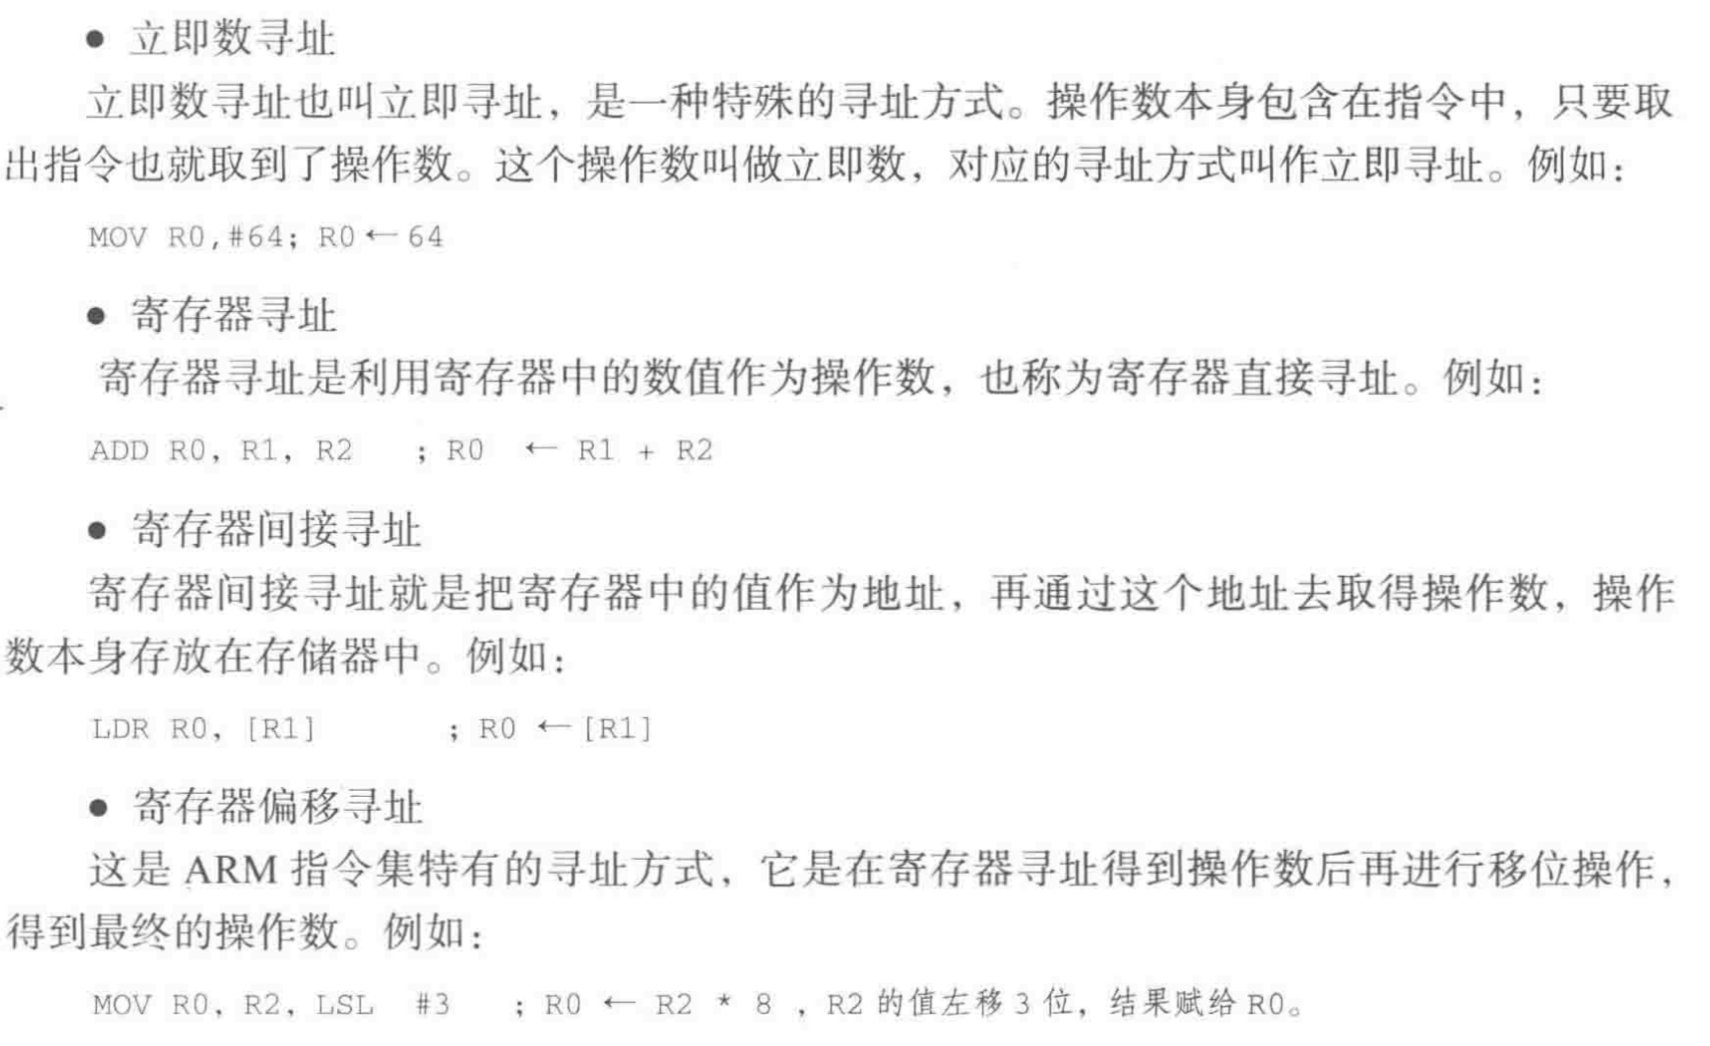 ● 立即数寻址
立即数寻址也叫立即寻址，是一种特殊的寻址方式。操作数本身包含在指令中，只要取
出指令也就取到了操作数。这个操作数叫做立即数，对应的寻址方式叫作立即寻址。例如：
MOV R0,#64; R0 ← 64
● 寄存器寻址
寄存器寻址是利用寄存器中的数值作为操作数，也称为寄存器直接寻址。例如：
ADD R0, R1, R2 ; R0 ← R1 + R2
● 寄存器间接寻址
寄存器间接寻址就是把寄存器中的值作为地址，再通过这个地址去取得操作数，操作
数本身存放在存储器中。例如：
LDR R0, [R1] ; R0 ← [R1]
● 寄存器偏移寻址
这是 ARM 指令集特有的寻址方式，它是在寄存器寻址得到操作数后再进行移位操作，
得到最终的操作数。例如：
MOV R0, R2, LSL #3 ; R0 ← R2 * 8 , R2 的值左移 3 位，结果赋给 R0。